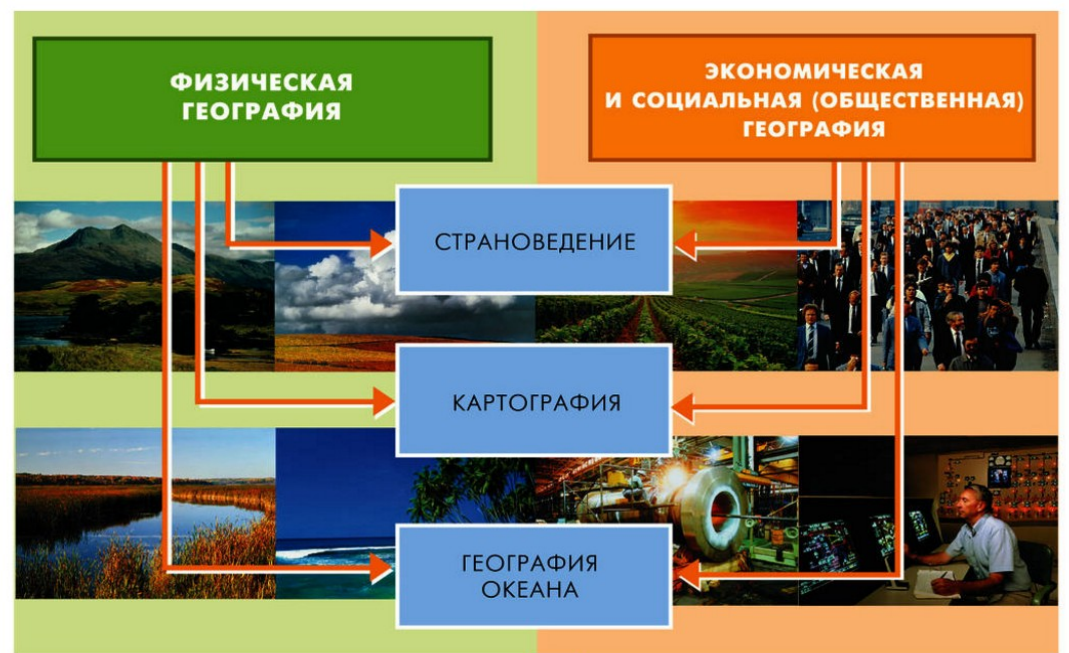 ФИЗИЧЕСКАЯ
ГЕОГРАФИЯ
ЭКОНОМИЧЕСКАЯ
И СОЦИАЛЬНАЯ (ОБЩЕСТВЕННАЯ)
ГЕОГРАФИЯ
СТРАНОВЕДЕНИЕ
КАРТОГРАФИЯ
ГЕОГРАФИЯ
ОКЕАНА